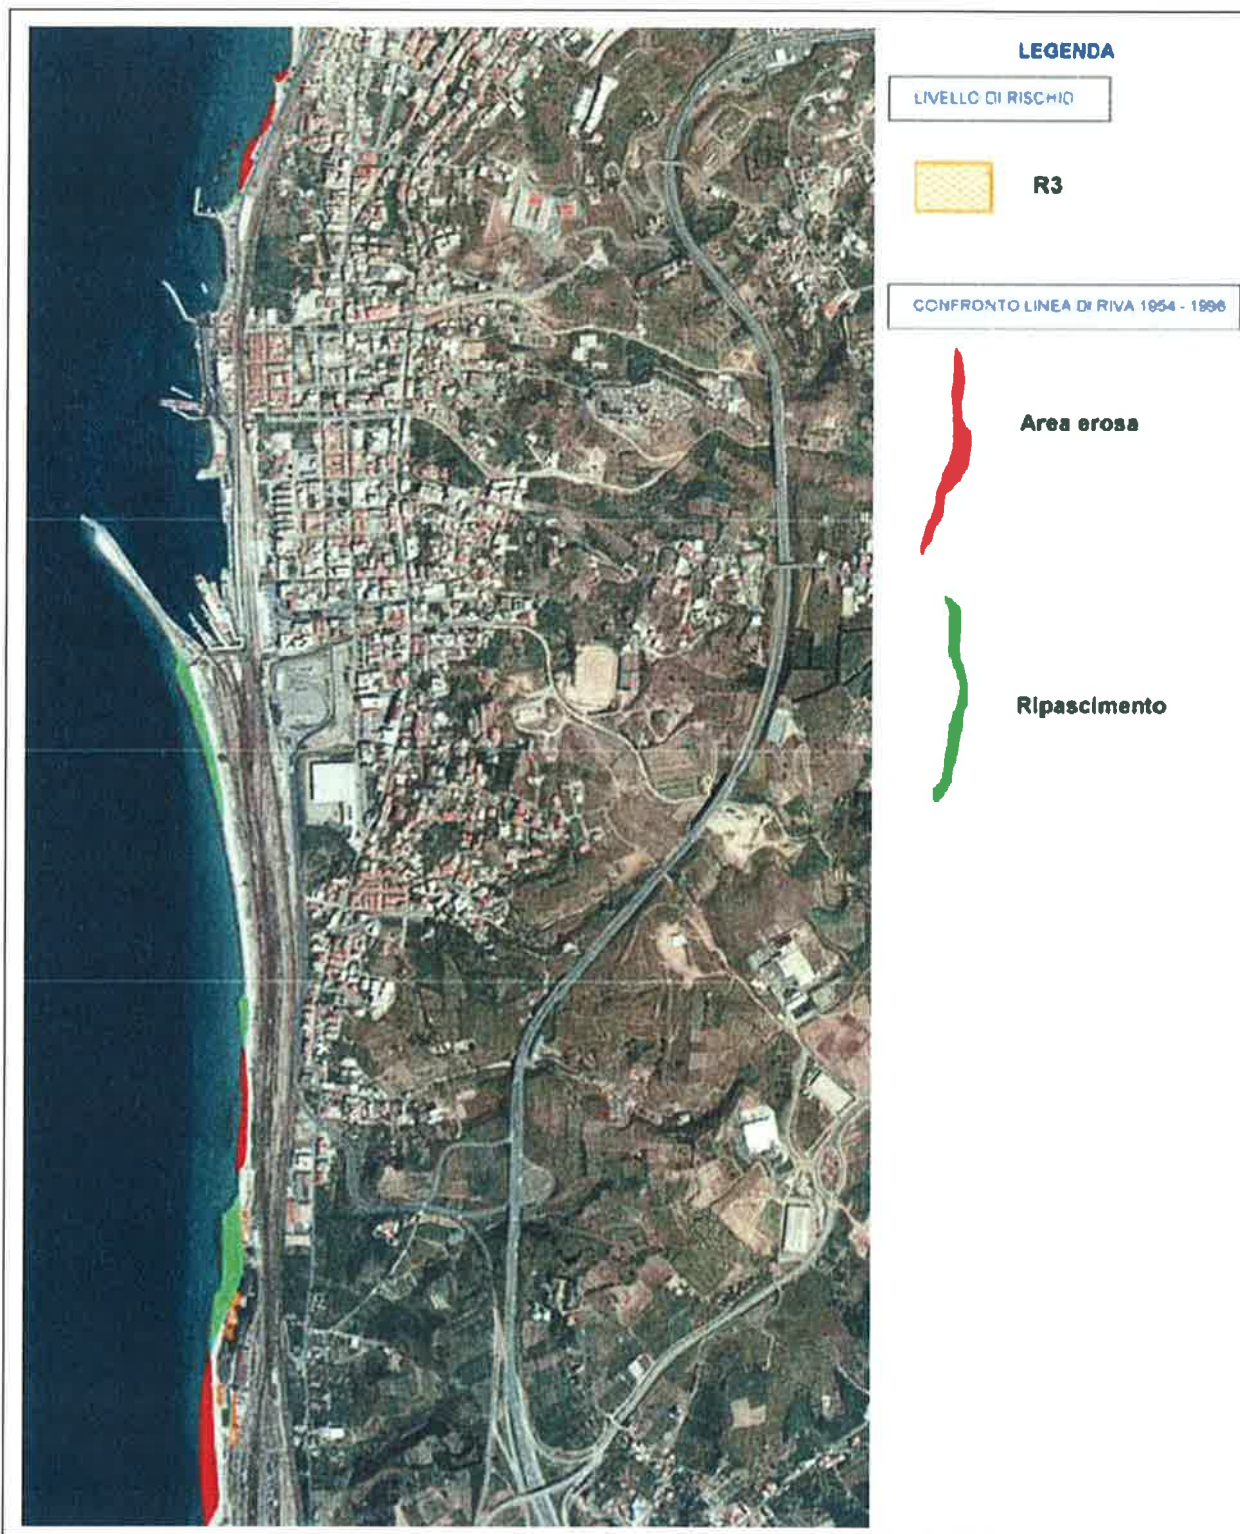 LEGENDA
LIVELLO DI RISCHIO
R3
CONFRONTO LINEA DI RIVA 1954 - 1996
Area erosa
Ripascimento